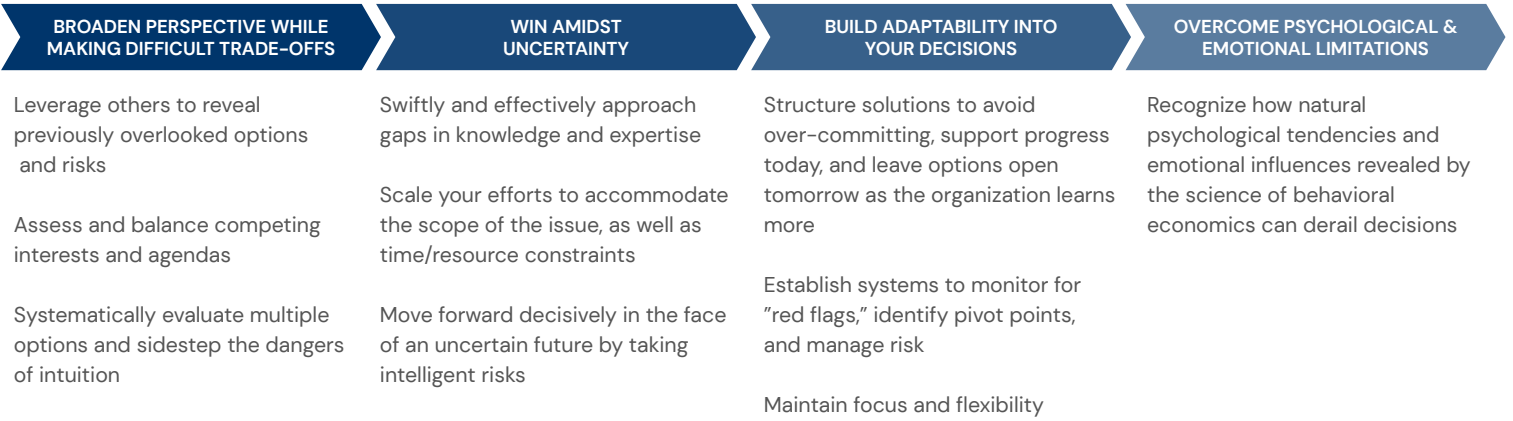 BROADEN PERSPECTIVE WHILE
MAKING DIFFICULT TRADE-OFFS
Leverage others to reveal
previously overlooked options
and risks
Assess and balance competing
interests and agendas
Systematically evaluate multiple
options and sidestep the dangers
of intuition
WIN AMIDST
UNCERTAINTY
Swiftly and effectively approach
gaps in knowledge and expertise
Scale your efforts to accommodate
the scope of the issue, as well as
time/resource constraints
Move forward decisively in the face
of an uncertain future by taking
intelligent risks
BUILD ADAPTABILITY INTO
YOUR DECISIONS
Structure solutions to avoid
over-committing, support progress
today, and leave options open
tomorrow as the organization learns
more
Establish systems to monitor for
”red flags,” identify pivot points,
and manage risk
Maintain focus and flexibility
OVERCOME PSYCHOLOGICAL &
EMOTIONAL LIMITATIONS
Recognize how natural
psychological tendencies and
emotional influences revealed by
the science of behavioral
economics can derail decisions